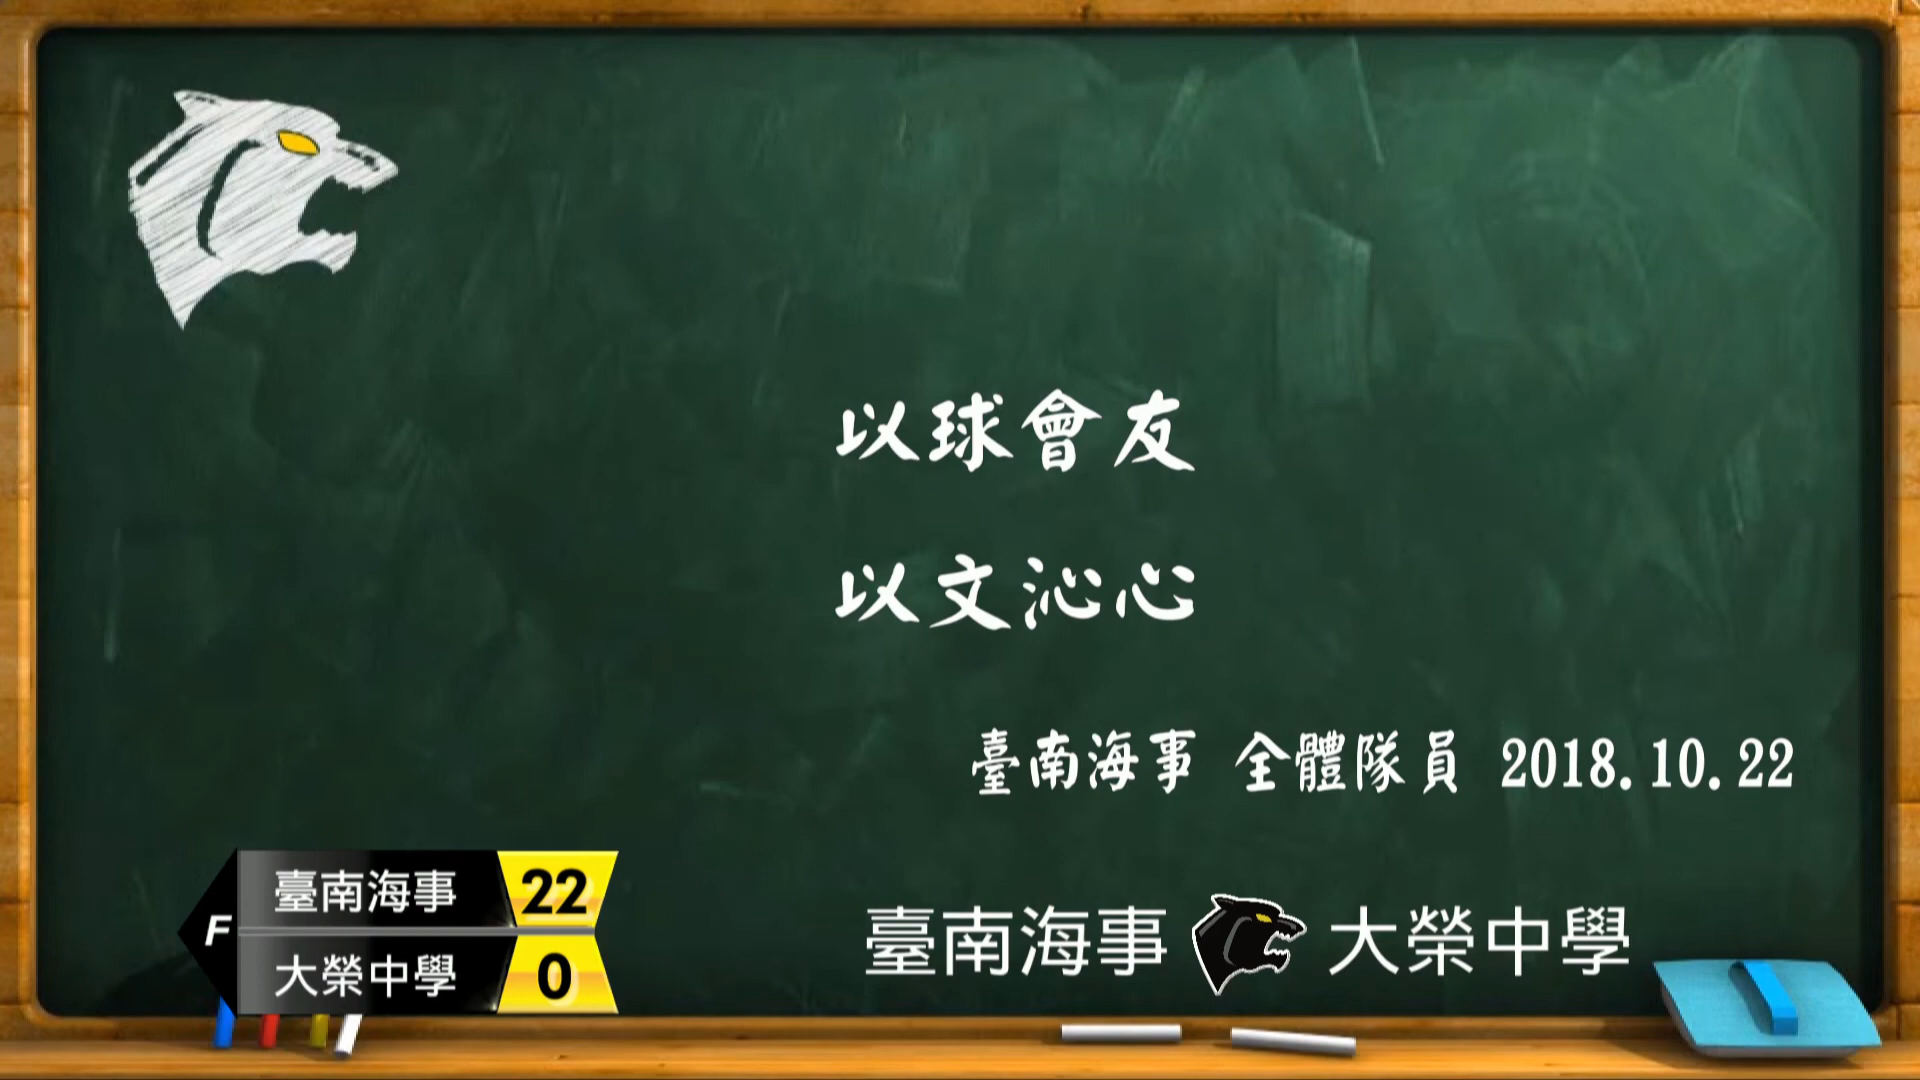 以球會友
以文沁心
臺南海事 全體隊員 2018.10.22
F
臺南海事 22
大榮中學 0
臺南海事 大榮中學